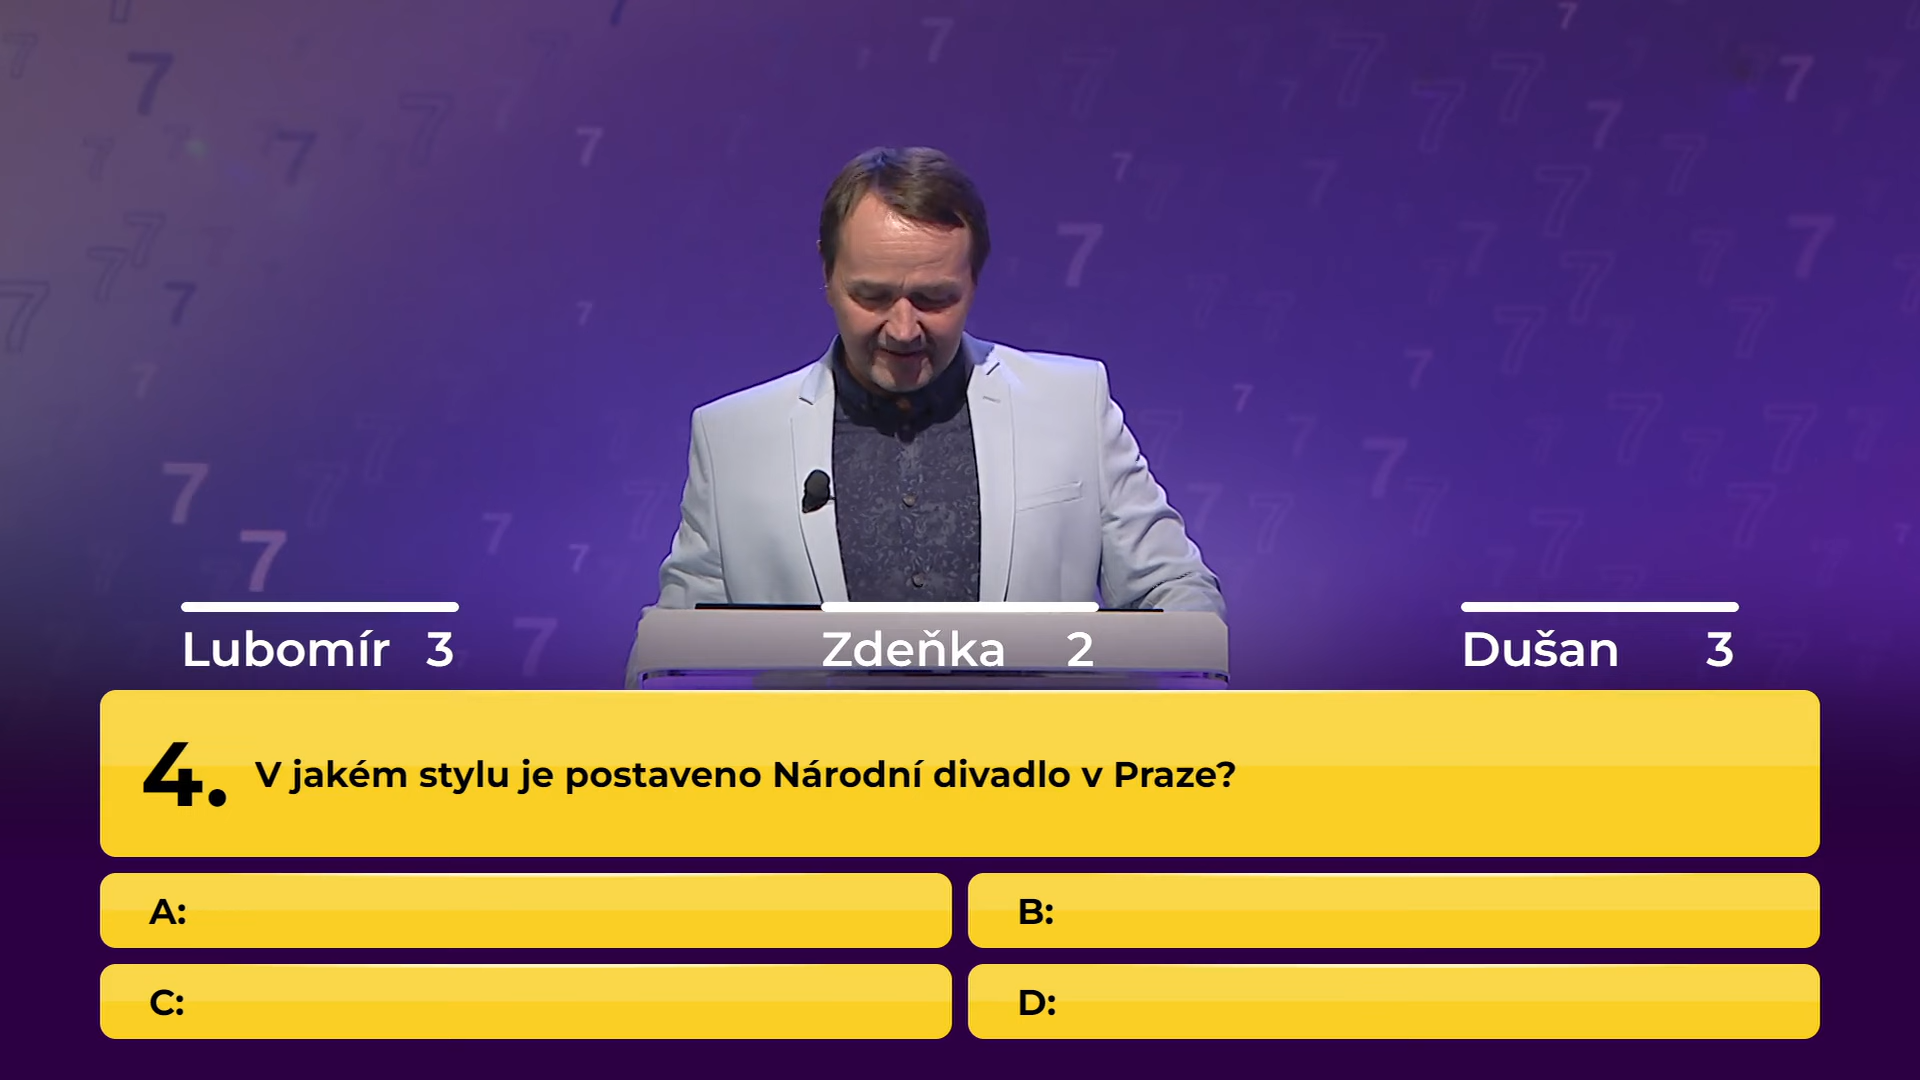 Lubomír 3
Zdeňka 2
Dušan 3
4. V jakém stylu je postaveno Národní divadlo v Praze?
A:
B:
C:
D: